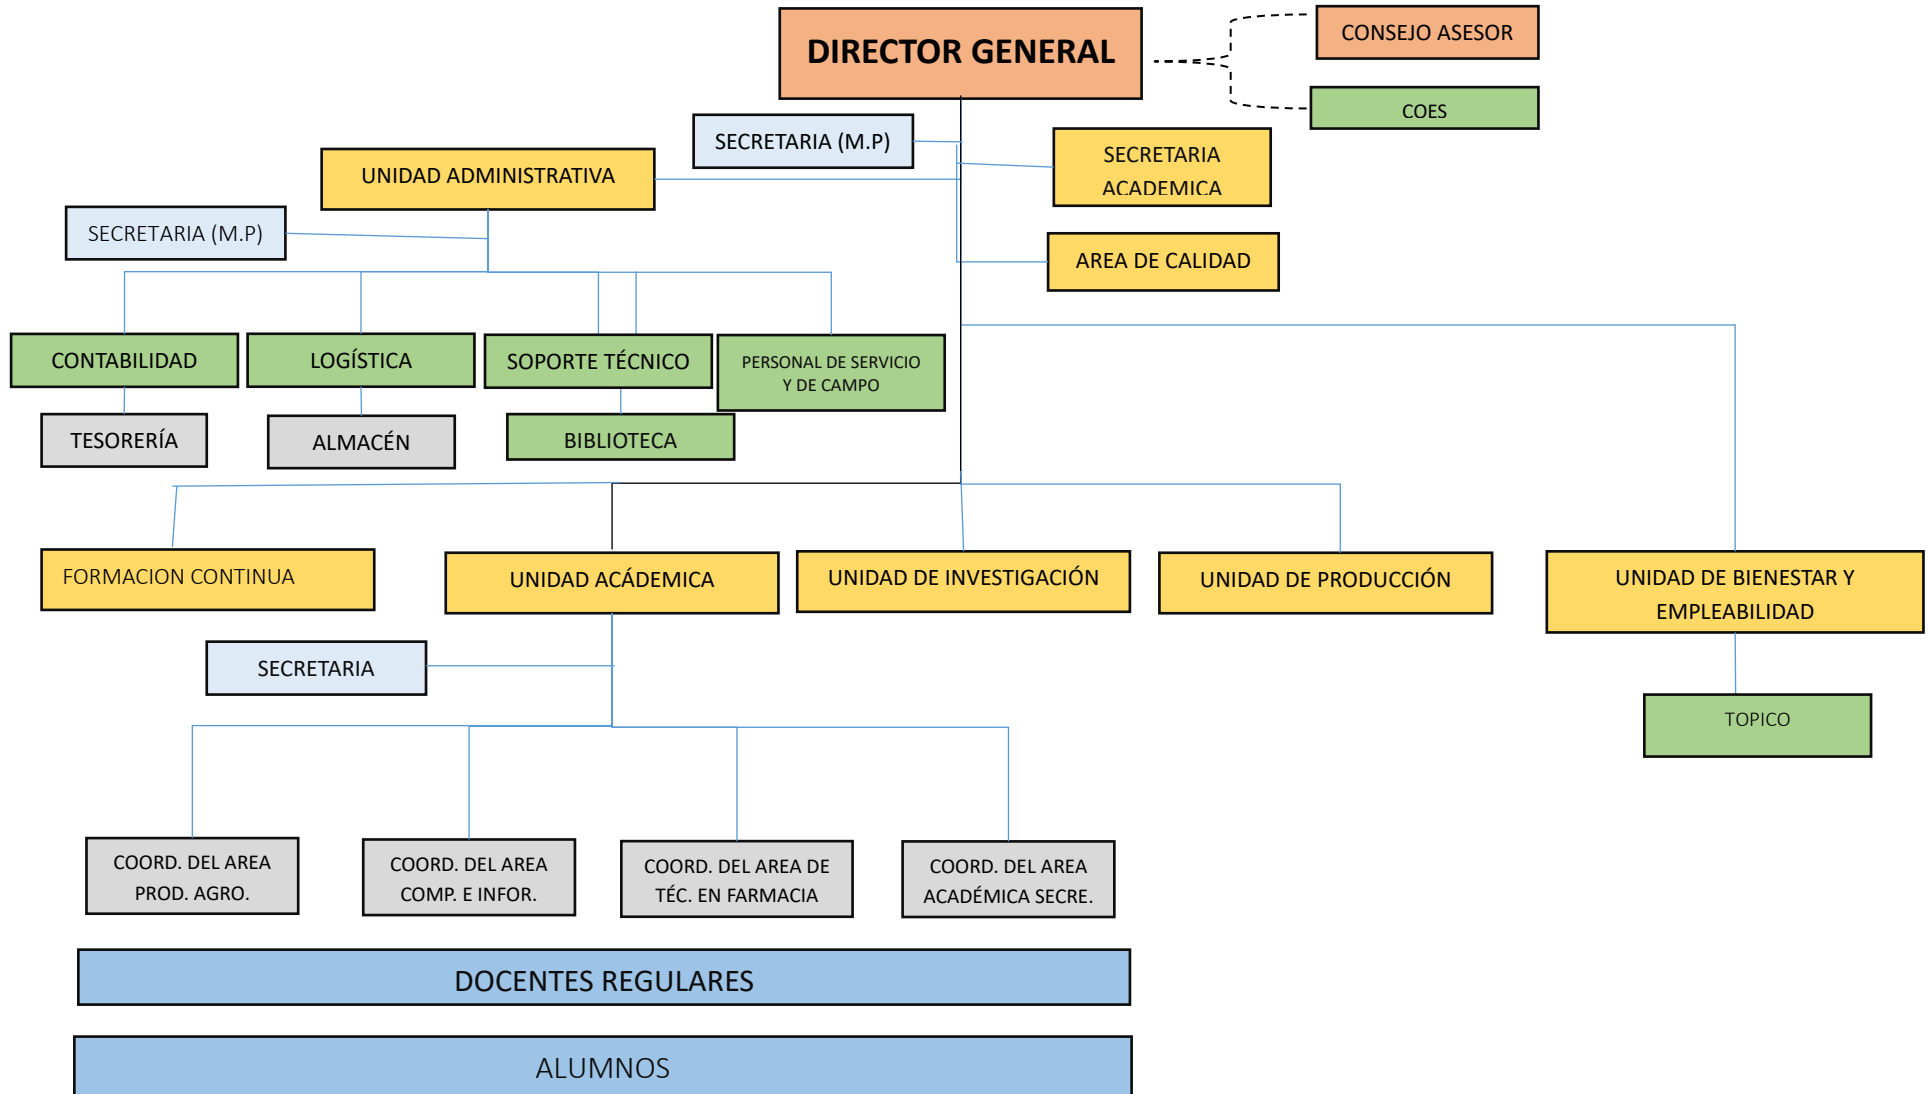 DIRECTOR GENERAL
CONSEJO ASESOR
COES
SECRETARIA (M.P)
SECRETARIA
ACADEMICA
UNIDAD ADMINISTRATIVA
SECRETARIA (M.P)
AREA DE CALIDAD
CONTABILIDAD
LOGÍSTICA
SOPORTE TÉCNICO
PERSONAL DE SERVICIO
Y DE CAMPO
TESORERÍA
ALMACÉN
BIBLIOTECA
FORMACION CONTINUA
UNIDAD ACÁDEMICA
UNIDAD DE INVESTIGACIÓN
UNIDAD DE PRODUCCIÓN
UNIDAD DE BIENESTAR Y
EMPLEABILIDAD
SECRETARIA
TOPICO
COORD. DEL AREA
PROD. AGRO.
COORD. DEL AREA
COMP. E INFOR.
COORD. DEL AREA DE
TÉC. EN FARMACIA
COORD. DEL AREA
ACADÉMICA SECRE.
DOCENTES REGULARES
ALUMNOS